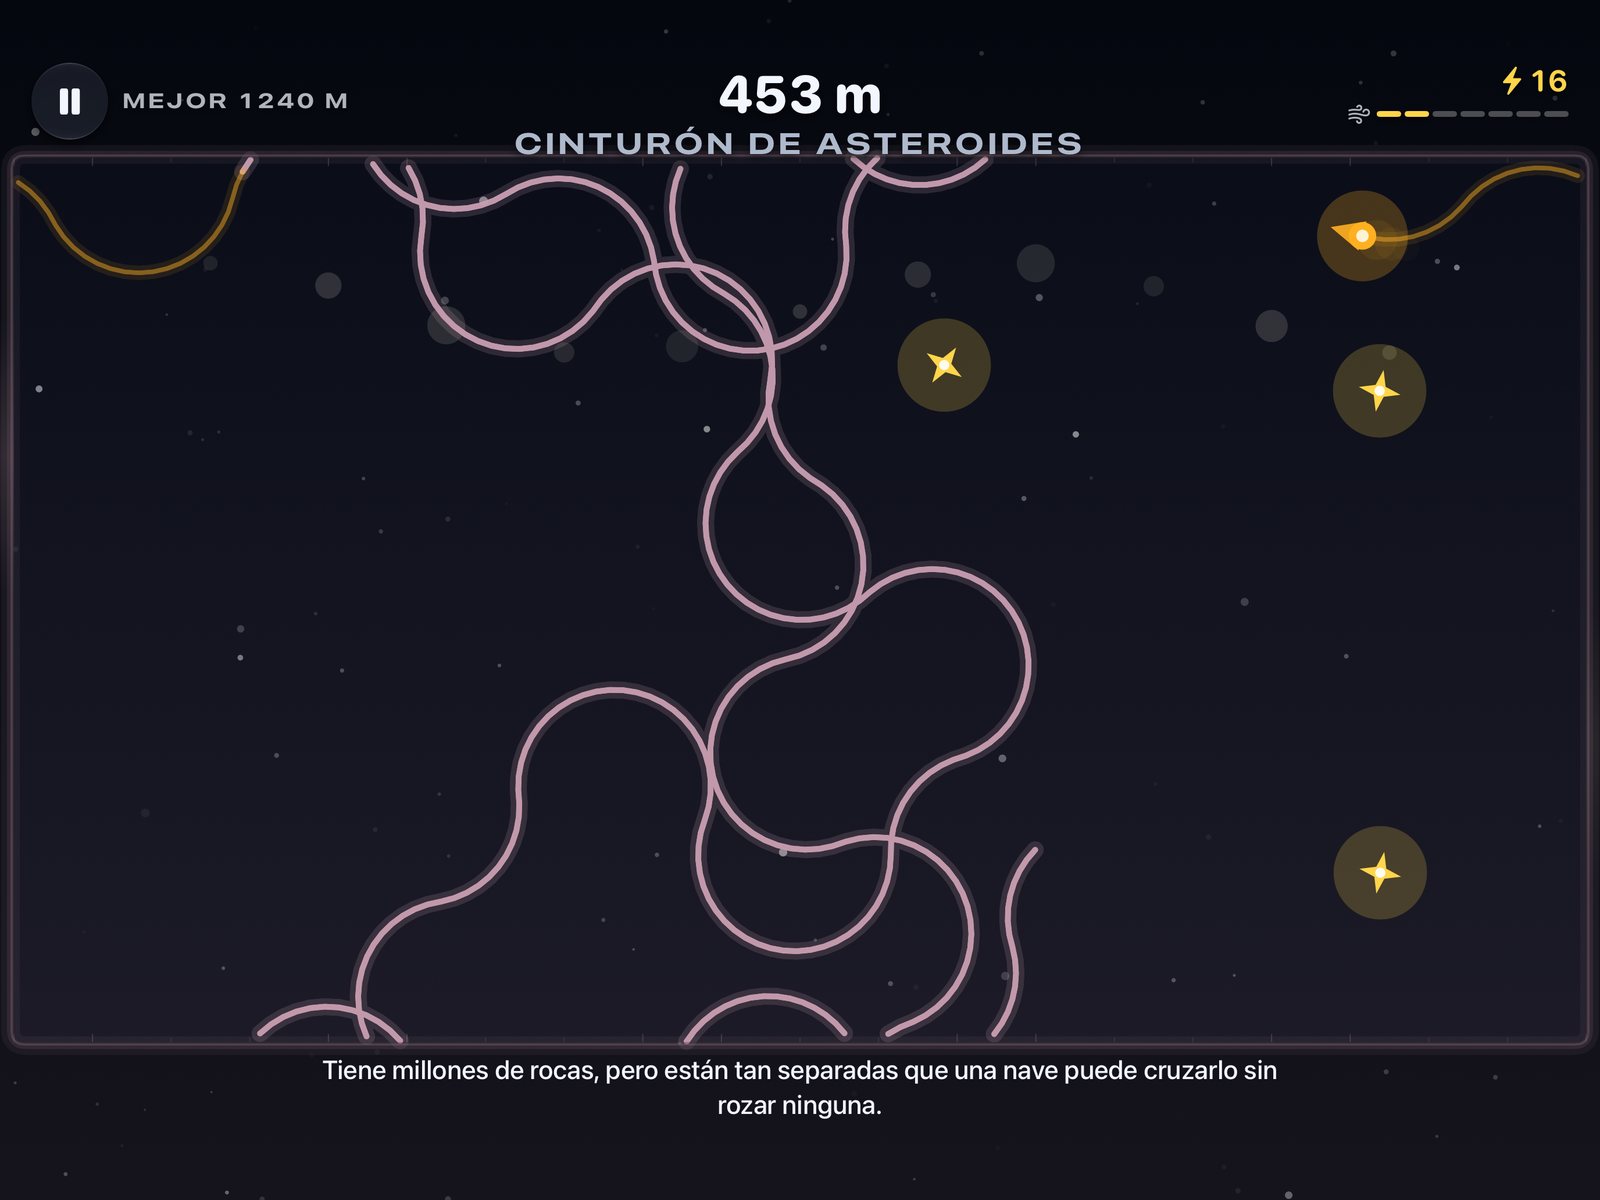 MEJOR 1240 M
453 m
16
CINTURÓN DE ASTEROIDES
Tiene millones de rocas, pero están tan separadas que una nave puede cruzarlo sin
rozar ninguna.